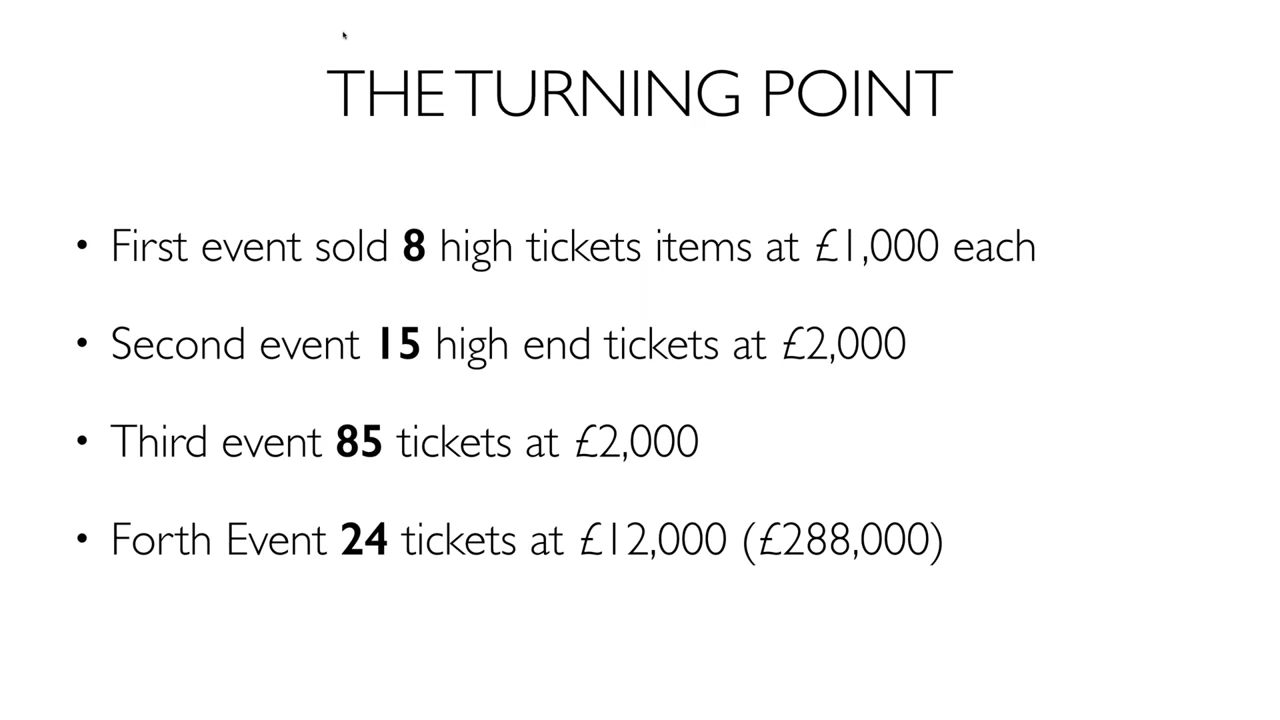 THE TURNING POINT
• First event sold 8 high tickets items at £1,000 each
• Second event 15 high end tickets at £2,000
• Third event 85 tickets at £2,000
• Forth Event 24 tickets at £12,000 (£288,000)